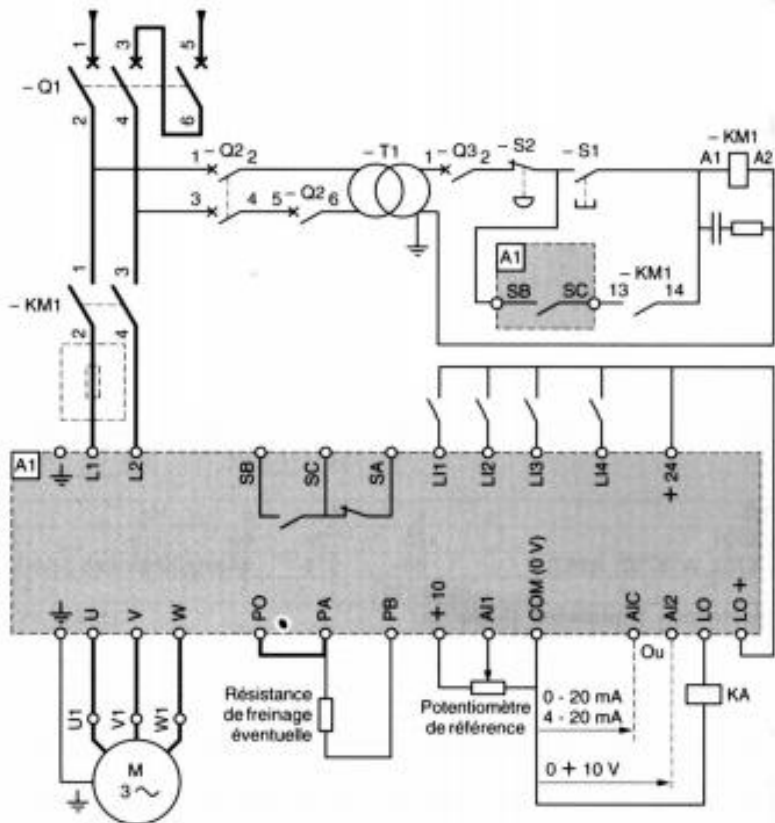 1
3
5
– Q1
2
4
6
1
– Q2
2
– T1
1
– Q3
2
– S2
– S1
– KM1
A1
A2
3
4
5
– Q2
6
A1
SB
SC
13
– KM1
14
1
3
– KM1
2
4
A1
L1
L2
SB
SC
SA
LI1
LI2
LI3
LI4
+ 24
U
V
W
PO
PA
PB
+ 10
AI1
COM (0 V)
AIC
AI2
LO
LO +
Ou
U1
V1
W1
Résistance
de freinage
éventuelle
Potentiomètre
de référence
0 - 20 mA
4 - 20 mA
KA
0 + 10 V
M
3 ~